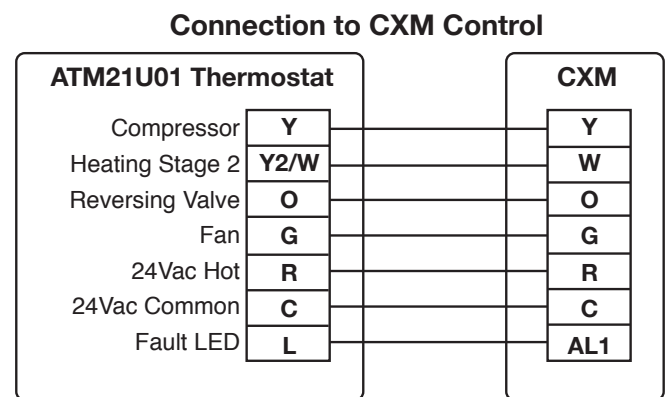 Connection to CXM Control
ATM21U01 Thermostat CXM
Compressor Y Y
Heating Stage 2 Y2/W W
Reversing Valve O O
Fan G G
24Vac Hot R R
24Vac Common C C
Fault LED L AL1